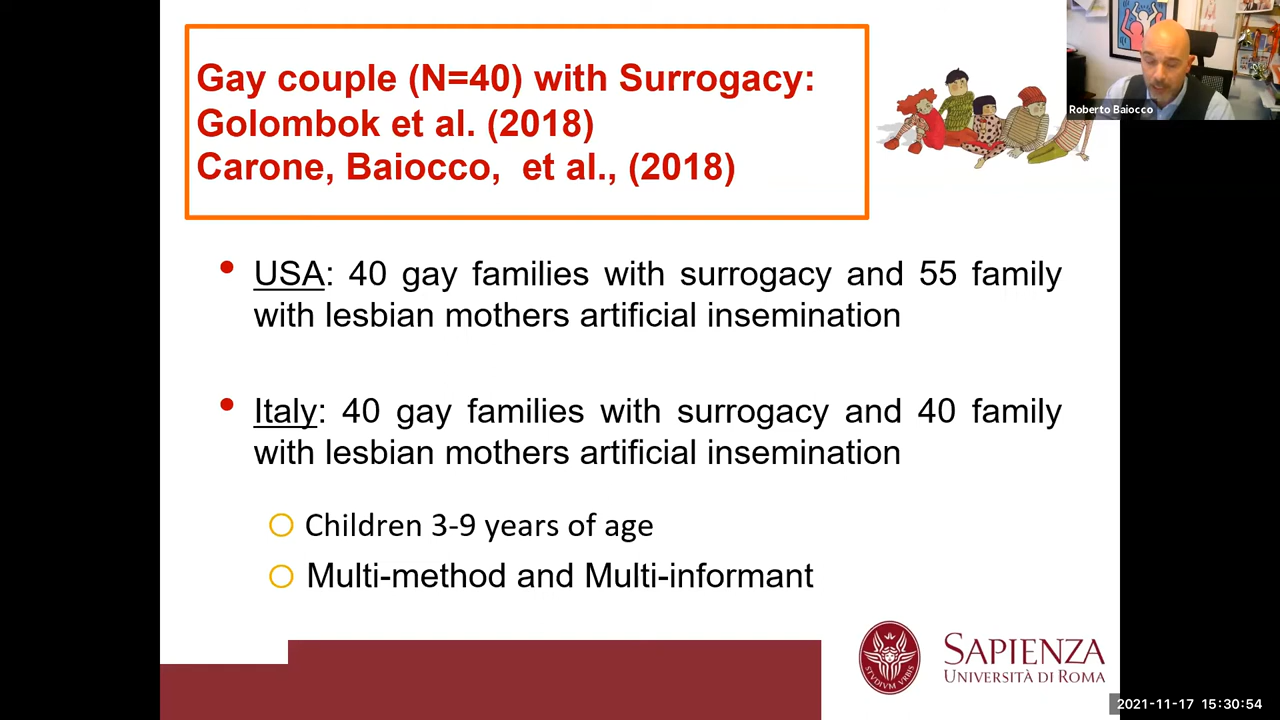 Gay couple (N=40) with Surrogacy:
Golombok et al. (2018)
Carone, Baiocco, et al., (2018)
Roberto Baiocco
• USA: 40 gay families with surrogacy and 55 family
with lesbian mothers artificial insemination
• Italy: 40 gay families with surrogacy and 40 family
with lesbian mothers artificial insemination
Children 3-9 years of age
Multi-method and Multi-informant
STUDIUM URBIS
SAPIENZA
UNIVERSITÀ DI ROMA
2021-11-17 15:30:54